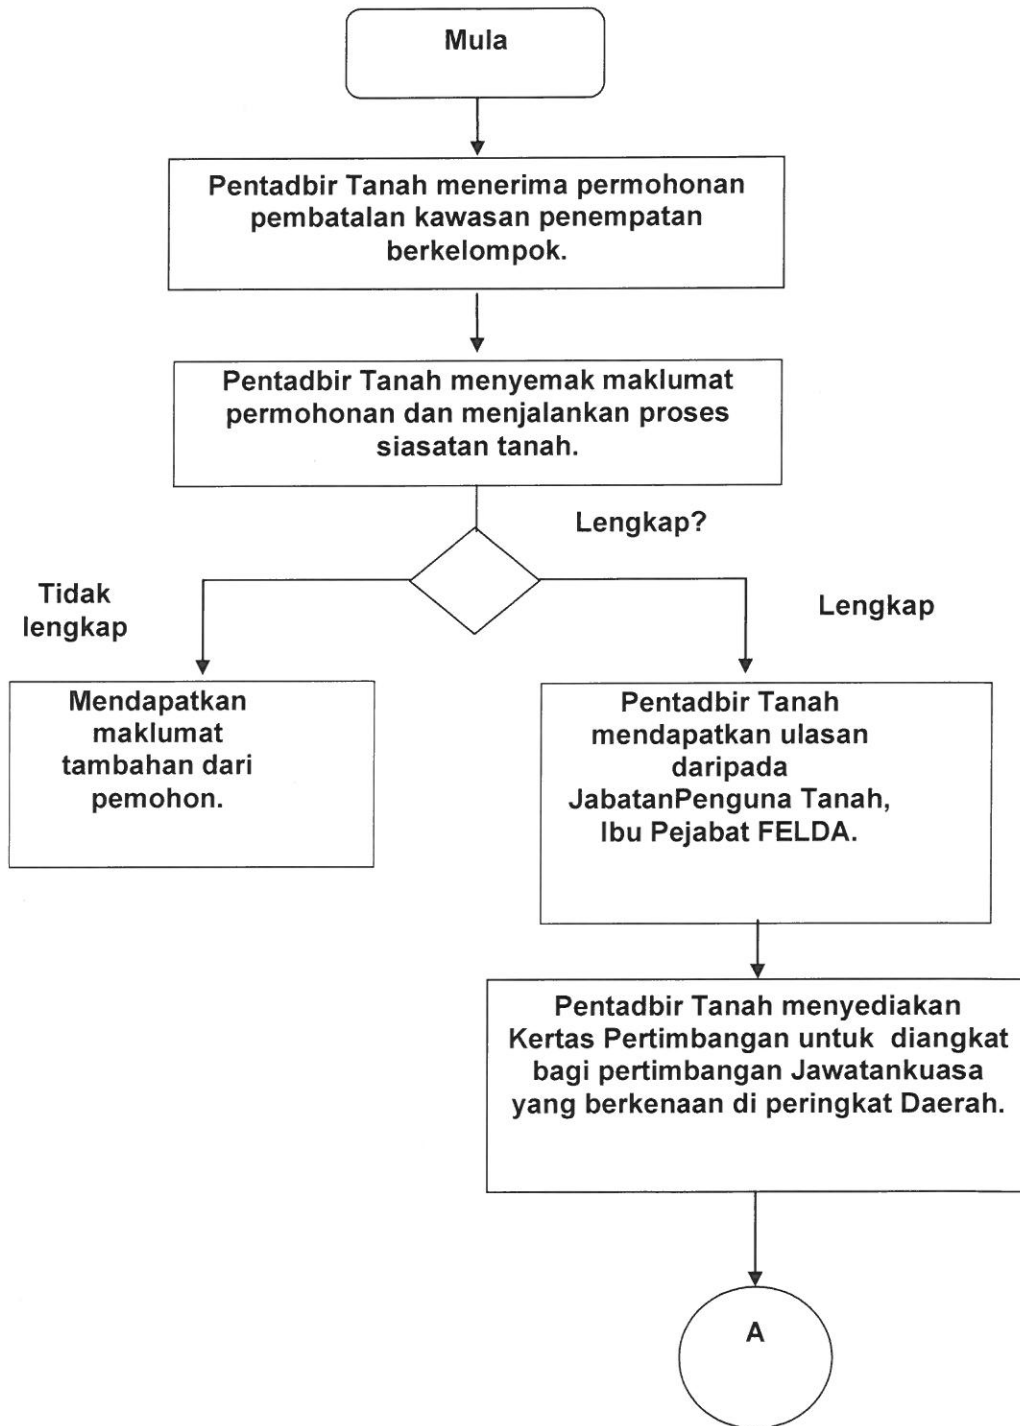 Mula
Pentadbir Tanah menerima permohonan
pembatalan kawasan penempatan
berkelompok.
Pentadbir Tanah menyemak maklumat
permohonan dan menjalankan proses
siasatan tanah.
Lengkap?
Tidak
lengkap
Lengkap
Mendapatkan
maklumat
tambahan dari
pemohon.
Pentadbir Tanah
mendapatkan ulasan
daripada
JabatanPenguna Tanah,
Ibu Pejabat FELDA.
Pentadbir Tanah menyediakan
Kertas Pertimbangan untuk diangkat
bagi pertimbangan Jawatankuasa
yang berkenaan di peringkat Daerah.
A